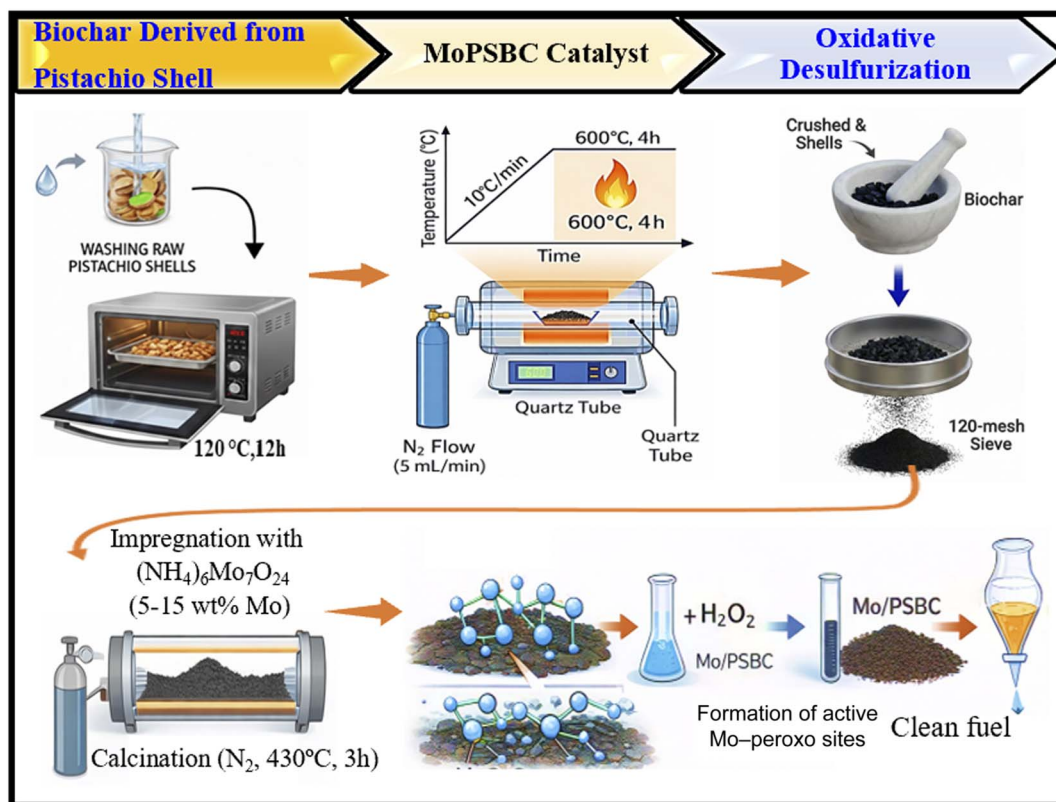 Biochar Derived from
Pistachio Shell
MoPSBC Catalyst
Oxidative
Desulfurization
WASHING RAW
PISTACHIO SHELLS
120 °C,12h
Temperature (°C)
10°C/min
600°C, 4h
600°C, 4h
Time
N₂ Flow
(5 mL/min)
Quartz Tube
Quartz
Tube
Crushed &
Shells
Biochar
120-mesh
Sieve
Impregnation with
(NH₄)₆Mo₇O₂₄
(5-15 wt% Mo)
Calcination (N₂, 430°C, 3h)
+ H₂O₂
Mo/PSBC
Mo/PSBC
Formation of active
Mo–peroxo sites
Clean fuel